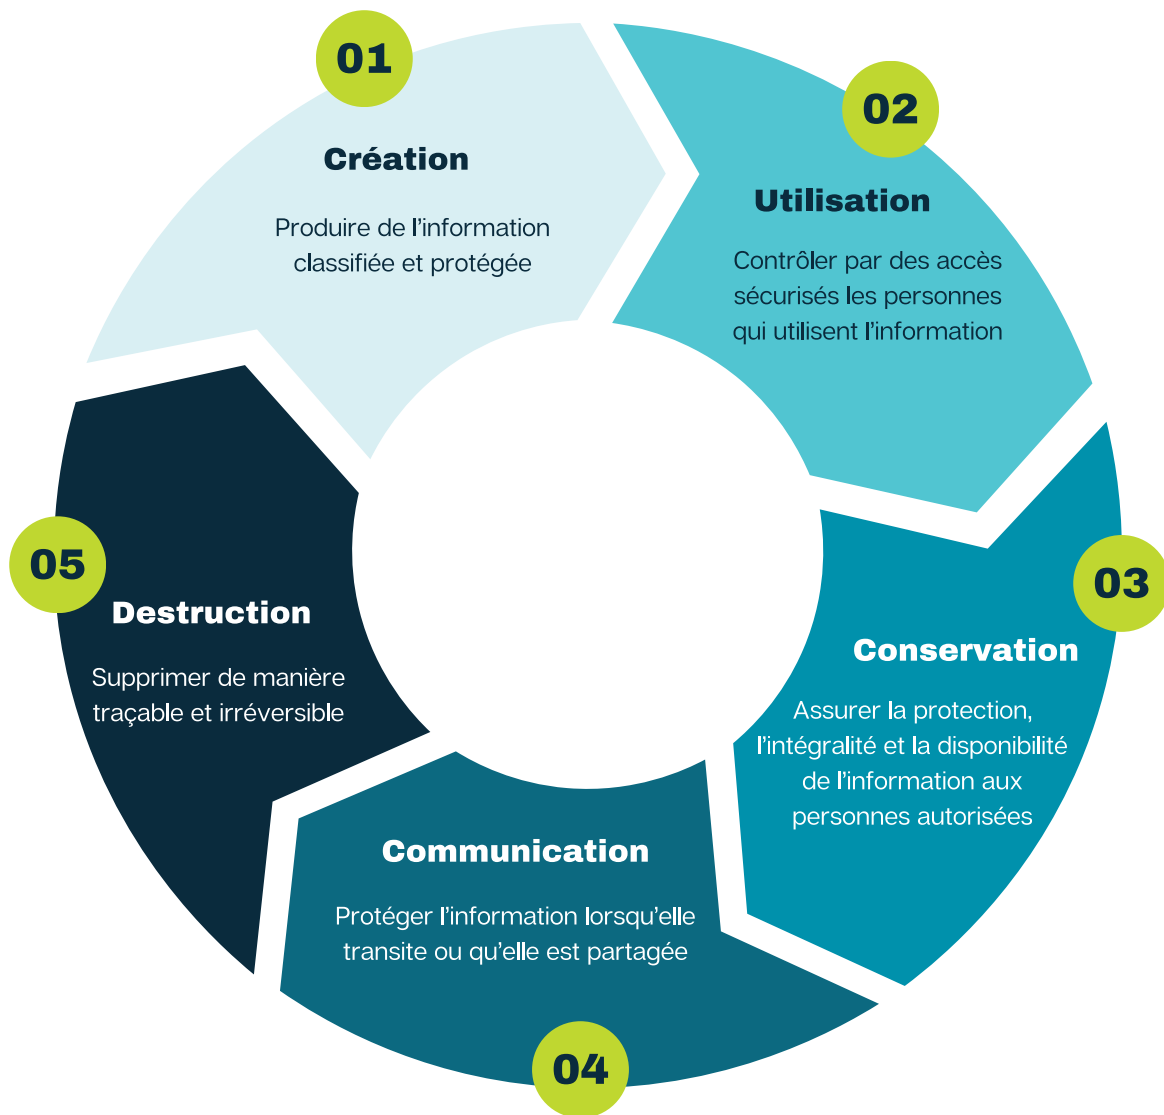 01
Création
Produire de l'information
classifiée et protégée
02
Utilisation
Contrôler par des accès
sécurisés les personnes
qui utilisent l'information
03
Conservation
Assurer la protection,
l'intégralité et la disponibilité
de l'information aux
personnes autorisées
04
Communication
Protéger l'information lorsqu'elle
transite ou qu'elle est partagée
05
Destruction
Supprimer de manière
traçable et irréversible